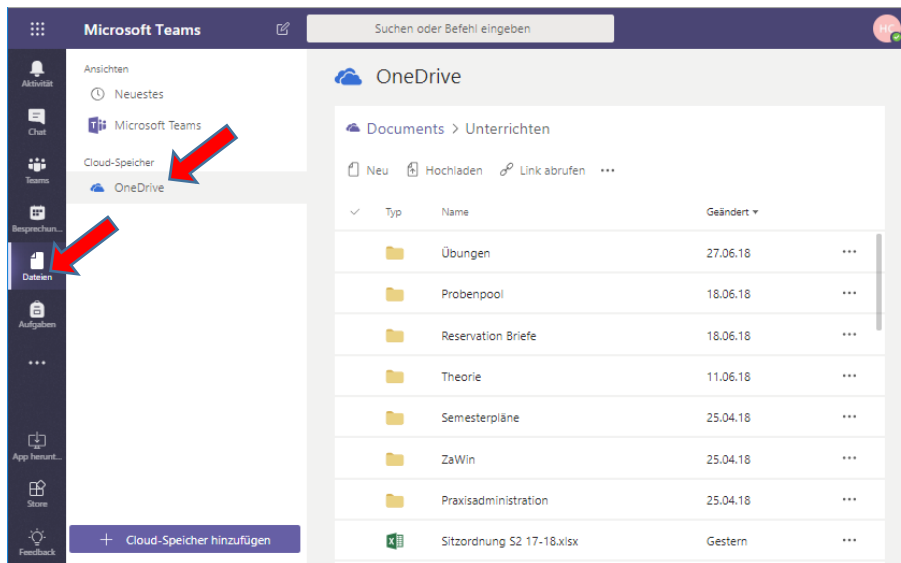 Microsoft Teams
Suchen oder Befehl eingeben
HC
Aktivität
Chat
Teams
Besprechun...
Dateien
Aufgaben
App herunt...
Store
Feedback
Ansichten
Neuestes
Microsoft Teams
Cloud-Speicher
OneDrive
+ Cloud-Speicher hinzufügen
OneDrive
Documents > Unterrichten
Neu Hochladen Link abrufen ...
Typ Name Geändert
Übungen 27.06.18 ...
Probenpool 18.06.18 ...
Reservation Briefe 18.06.18 ...
Theorie 11.06.18 ...
Semesterpläne 25.04.18 ...
ZaWin 25.04.18 ...
Praxisadministration 25.04.18 ...
Sitzordnung S2 17-18.xlsx Gestern ...